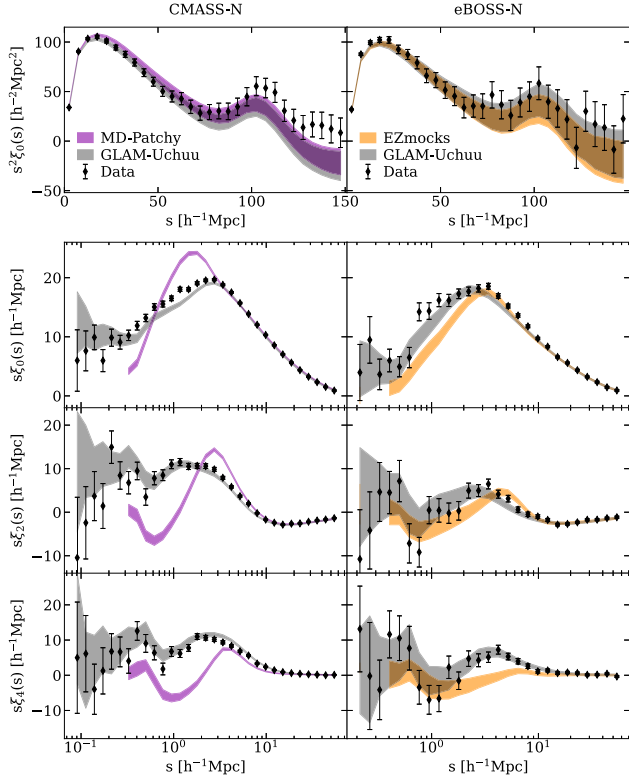 CMASS-N
eBOSS-N
s²ξ₀(s) [h⁻²Mpc²]
100
50
0
−50
MD-Patchy
GLAM-Uchuu
Data
EZmocks
GLAM-Uchuu
Data
0 50 100 150 50 100 150
s [h⁻¹Mpc]
s [h⁻¹Mpc]
sξ₀(s) [h⁻¹Mpc]
20
10
0
sξ₂(s) [h⁻¹Mpc]
20
10
0
−10
sξ₄(s) [h⁻¹Mpc]
20
10
0
−10
10⁻¹ 10⁰ 10¹ 10⁰ 10¹
s [h⁻¹Mpc]
s [h⁻¹Mpc]